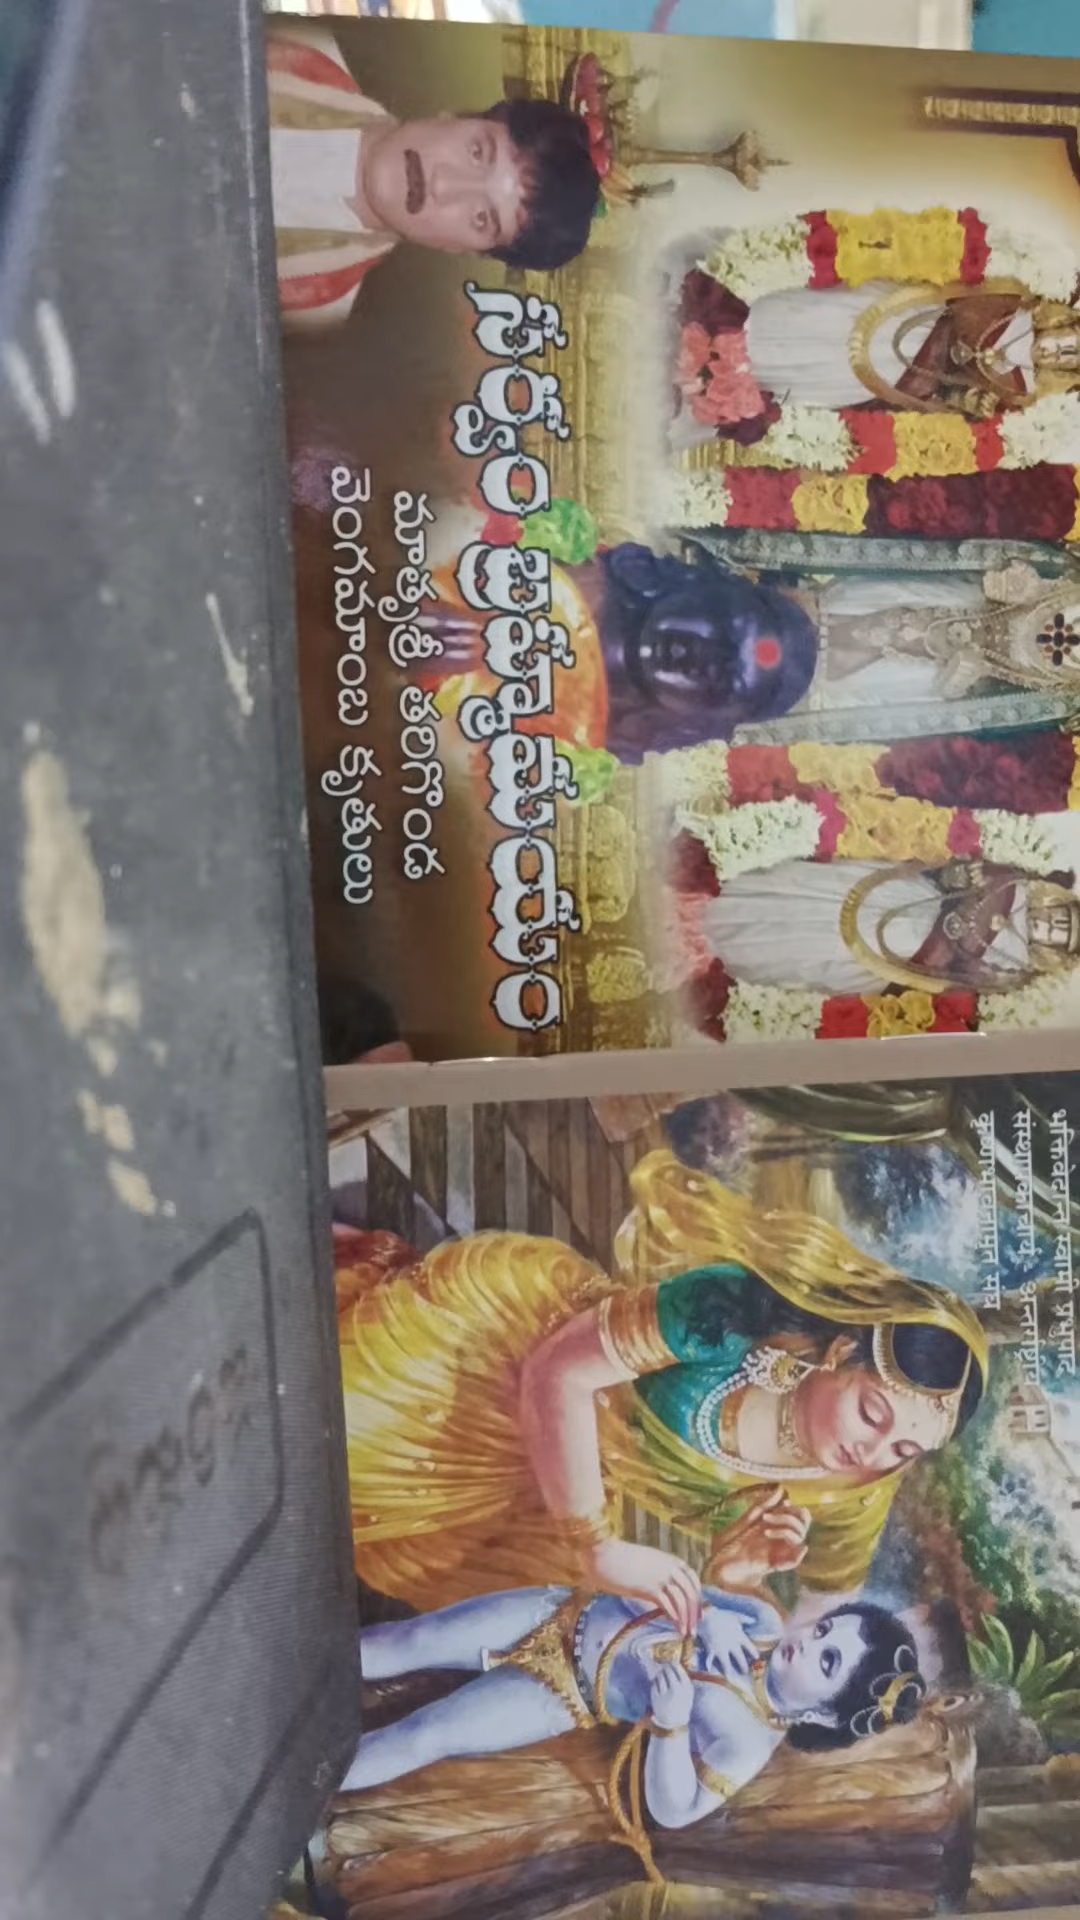 సర్వం బ్రహ్మమయం
మాతృశ్రీ తరిగొండ
వెంగమాంబ కృతులు
भक्तिवेदान्त स्वामी प्रभुपाद
संस्थापकाचार्य : अन्तर्राष्ट्रीय
कृष्णभावनामृत संघ